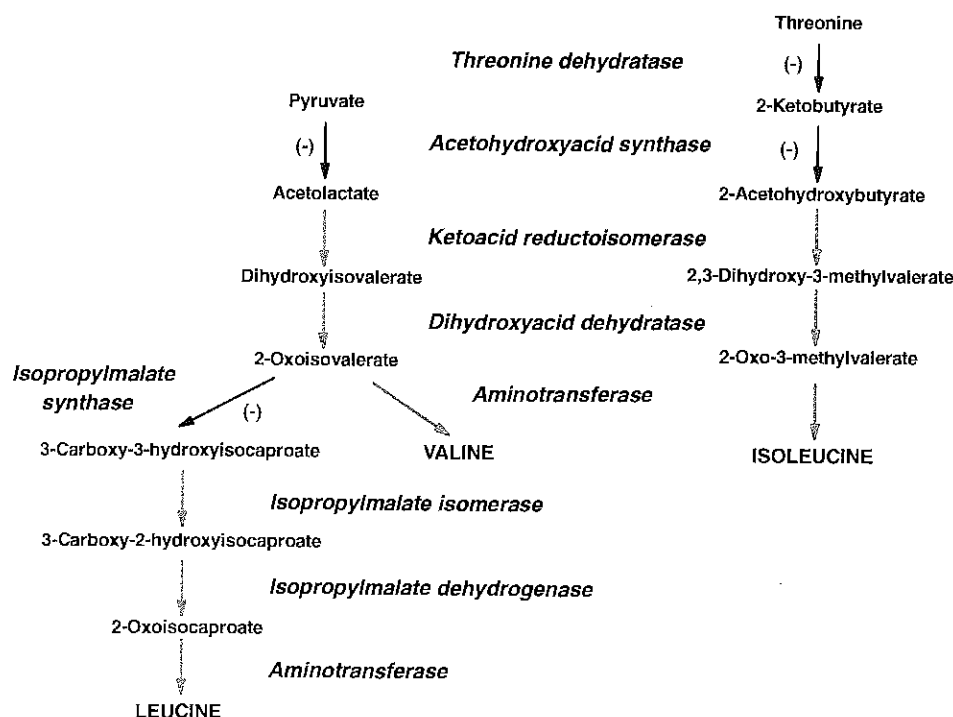 Threonine
Threonine dehydratase
(-)
Pyruvate
2-Ketobutyrate
(-)
Acetohydroxyacid synthase
(-)
Acetolactate
2-Acetohydroxybutyrate
Ketoacid reductoisomerase
Dihydroxyisovalerate
2,3-Dihydroxy-3-methylvalerate
Dihydroxyacid dehydratase
2-Oxoisovalerate
2-Oxo-3-methylvalerate
Isopropylmalate
synthase
Aminotransferase
(-)
3-Carboxy-3-hydroxyisocaproate
VALINE
ISOLEUCINE
Isopropylmalate isomerase
3-Carboxy-2-hydroxyisocaproate
Isopropylmalate dehydrogenase
2-Oxoisocaproate
Aminotransferase
LEUCINE